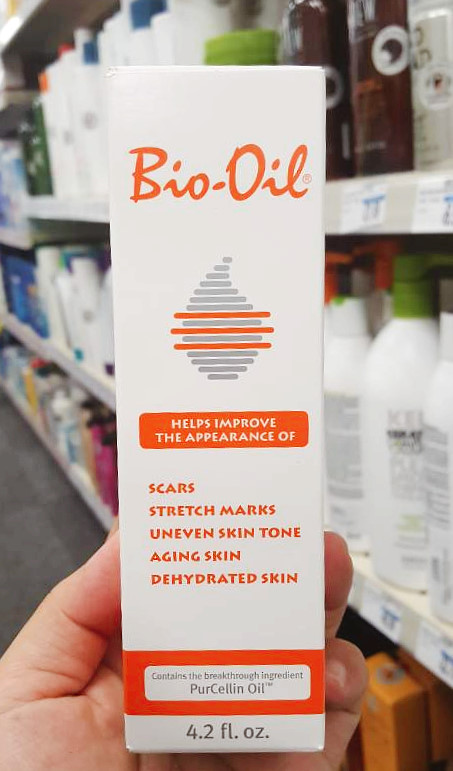 Bio-Oil®
HELPS IMPROVE
THE APPEARANCE OF
SCARS
STRETCH MARKS
UNEVEN SKIN TONE
AGING SKIN
DEHYDRATED SKIN
Contains the breakthrough ingredient
PurCellin Oil™
4.2 fl. oz.